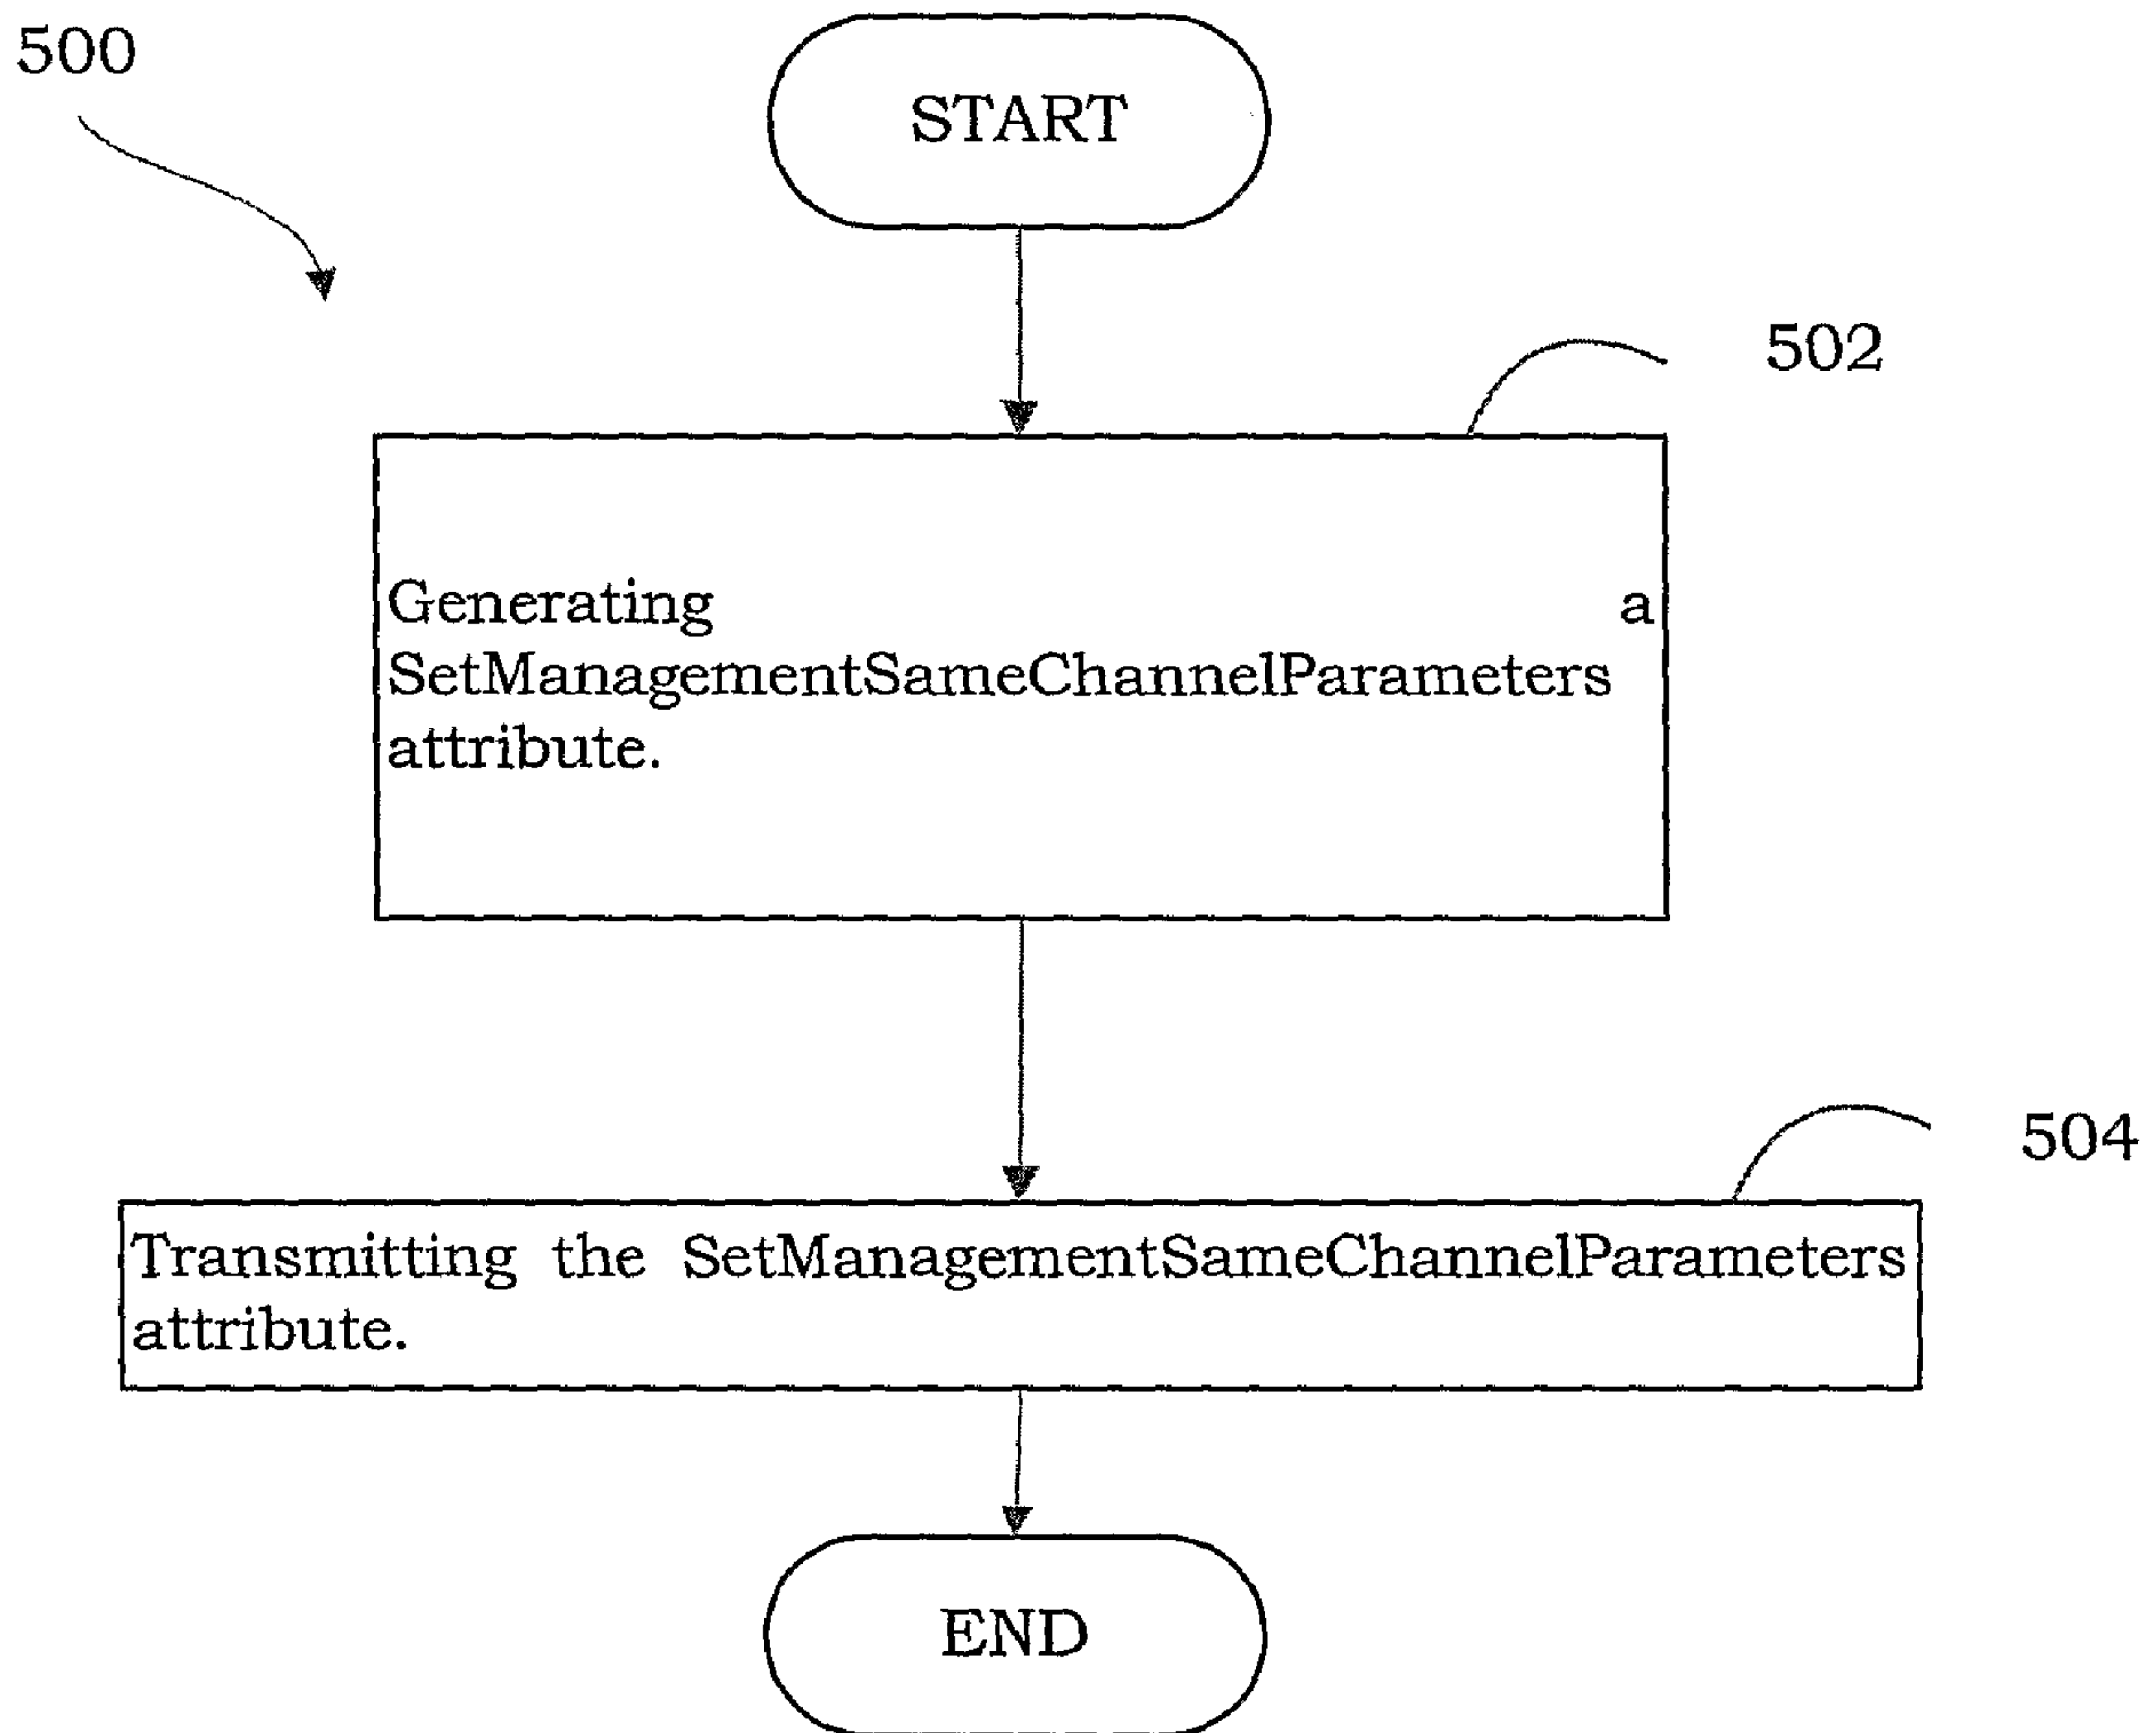 500
START
502
Generating a
SetManagementSameChannelParameters
attribute.
504
Transmitting the SetManagementSameChannelParameters
attribute.
END